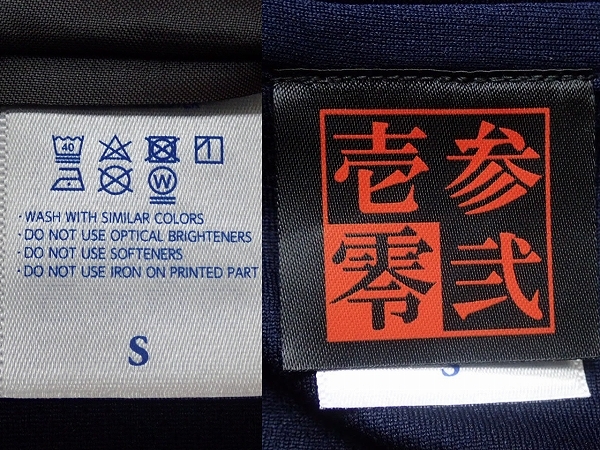 40
1
W
・WASH WITH SIMILAR COLORS
・DO NOT USE OPTICAL BRIGHTENERS
・DO NOT USE SOFTENERS
・DO NOT USE IRON ON PRINTED PART
S
壱参
零弐
S